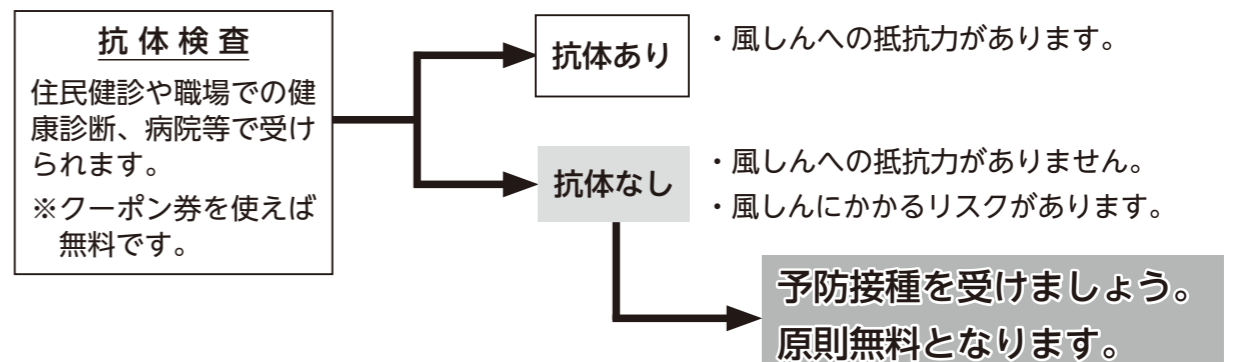 抗体検査
住民健診や職場での健
康診断、病院等で受け
られます。
※クーポン券を使えば
無料です。
抗体あり
・風しんへの抵抗力があります。
抗体なし
・風しんへの抵抗力がありません。
・風しんにかかるリスクがあります。
予防接種を受けましょう。
原則無料となります。